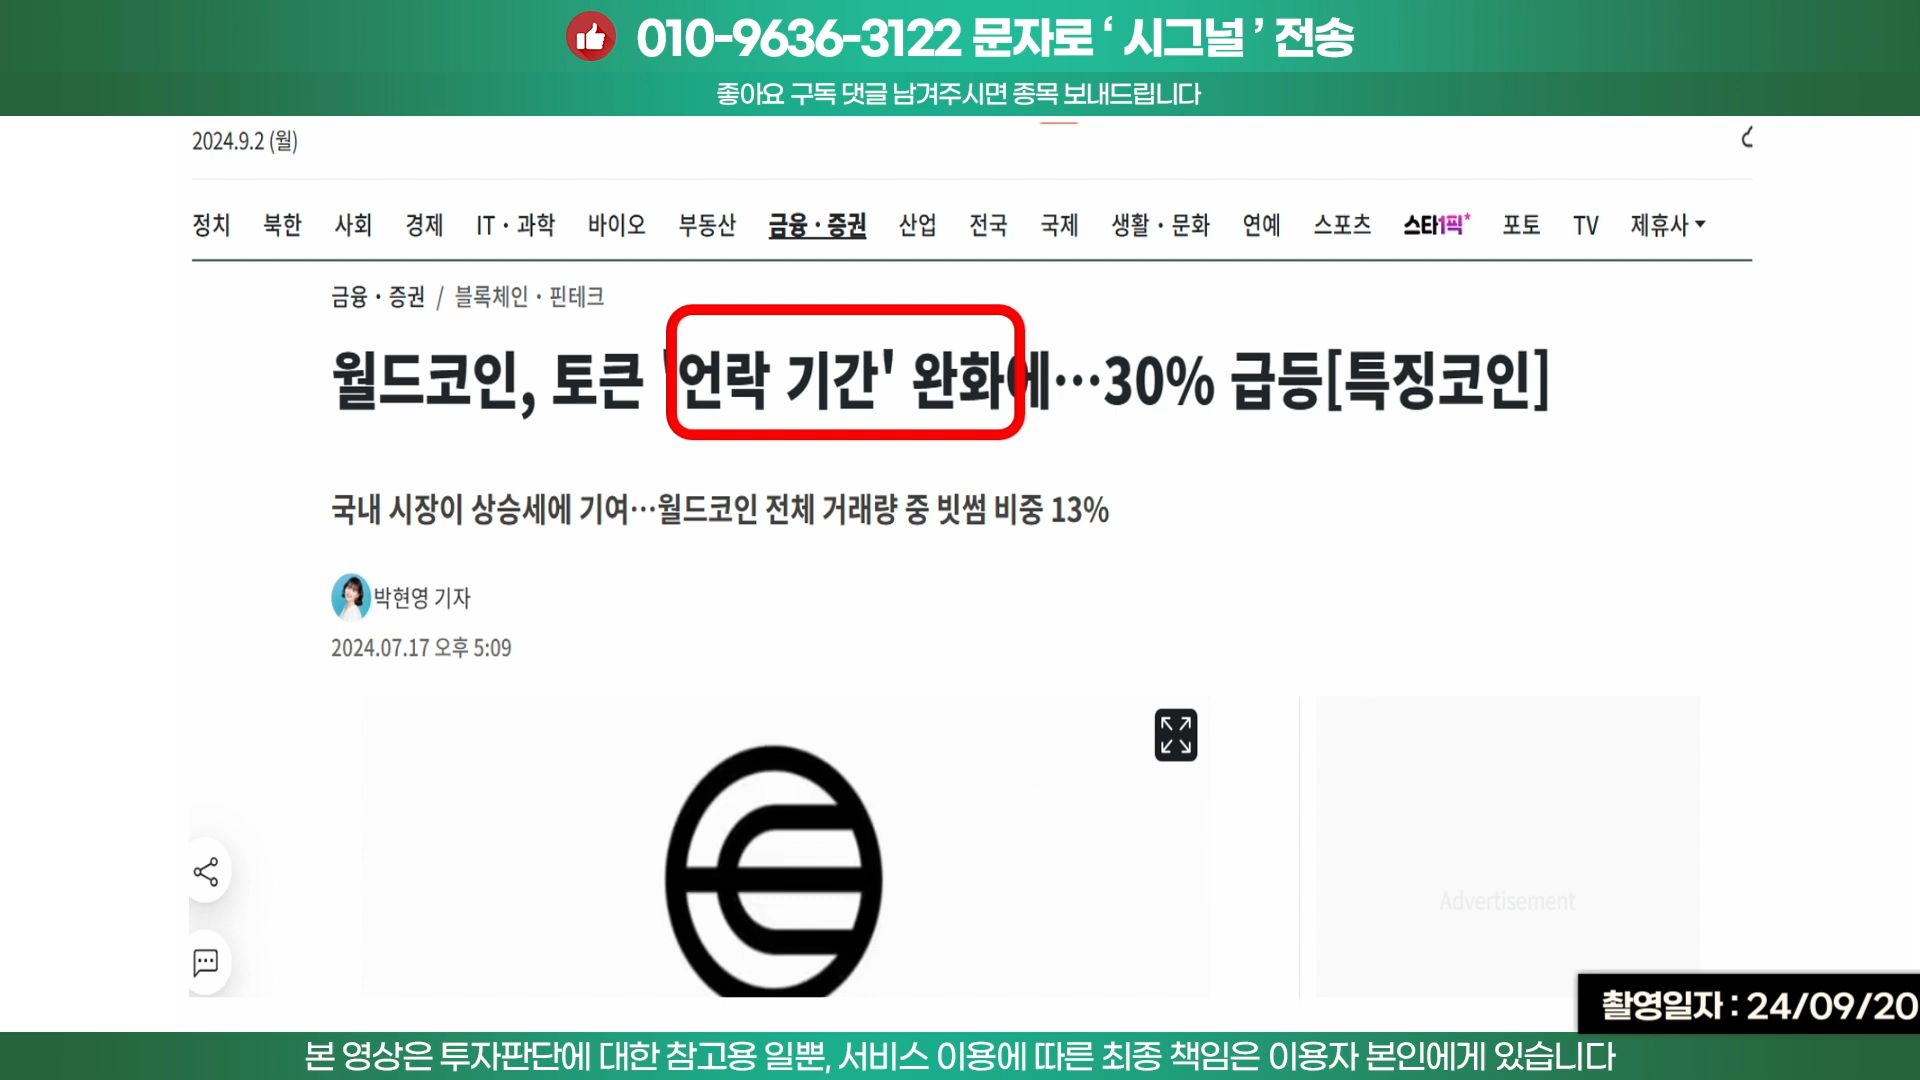 010-9636-3122 문자로 ‘ 시그널 ’ 전송
좋아요 구독 댓글 남겨주시면 종목 보내드립니다
2024.9.2 (월)
정치 북한 사회 경제 IT・과학 바이오 부동산 금융・증권 산업 전국 국제 생활・문화 연예 스포츠 스타1픽* 포토 TV 제휴사
금융・증권 / 블록체인・핀테크
월드코인, 토큰 '언락 기간' 완화에…30% 급등[특징코인]
국내 시장이 상승세에 기여…월드코인 전체 거래량 중 빗썸 비중 13%
박현영 기자
2024.07.17 오후 5:09
Advertisement
촬영일자 : 24/09/20
본 영상은 투자판단에 대한 참고용 일뿐, 서비스 이용에 따른 최종 책임은 이용자 본인에게 있습니다